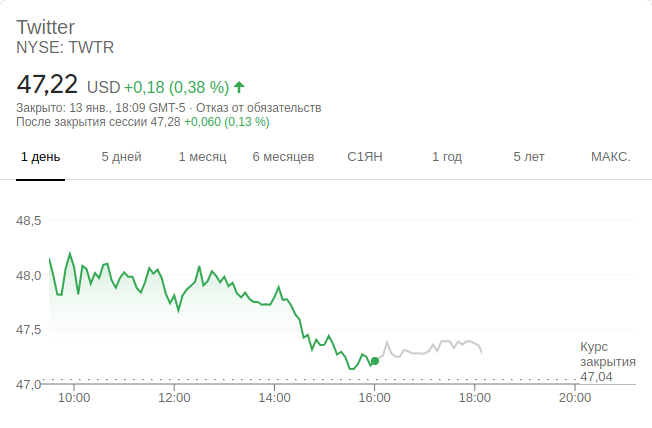 Twitter
NYSE: TWTR
47,22 USD +0,18 (0,38 %)
Закрыто: 13 янв., 18:09 GMT-5 · Отказ от обязательств
После закрытия сессии 47,28 +0,060 (0,13 %)
1 день 5 дней 1 месяц 6 месяцев С1ЯН 1 год 5 лет МАКС.
48,5
48,0
47,5
47,0
Курс
закрытия
47,04
10:00 12:00 14:00 16:00 18:00 20:00